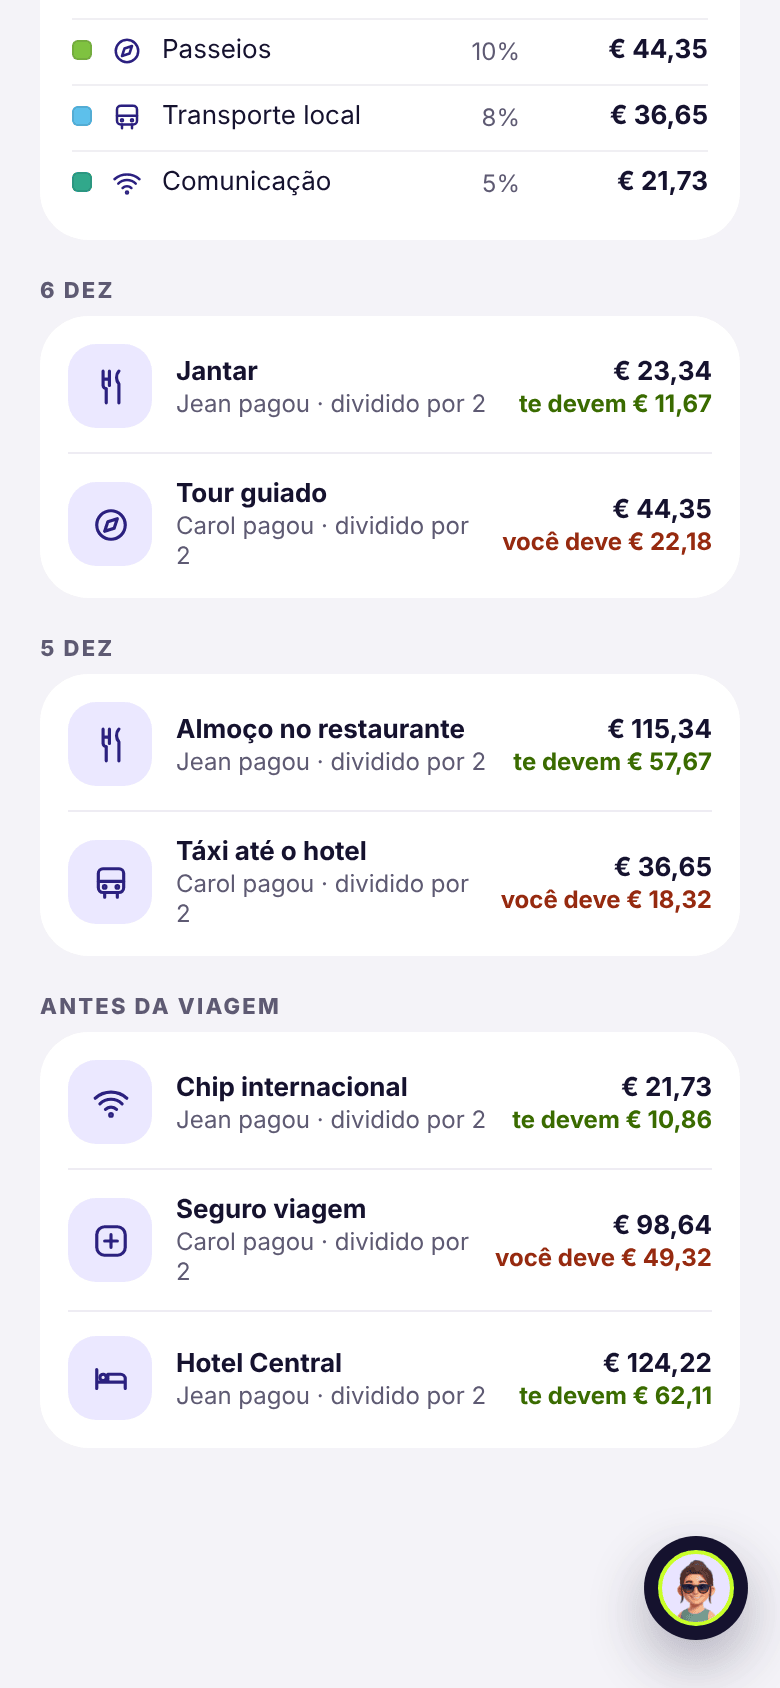 Passeios 10% € 44,35
Transporte local 8% € 36,65
Comunicação 5% € 21,73
6 DEZ
Jantar € 23,34
Jean pagou · dividido por 2 te devem € 11,67
Tour guiado € 44,35
Carol pagou · dividido por você deve € 22,18
2
5 DEZ
Almoço no restaurante € 115,34
Jean pagou · dividido por 2 te devem € 57,67
Táxi até o hotel € 36,65
Carol pagou · dividido por você deve € 18,32
2
ANTES DA VIAGEM
Chip internacional € 21,73
Jean pagou · dividido por 2 te devem € 10,86
Seguro viagem € 98,64
Carol pagou · dividido por você deve € 49,32
2
Hotel Central € 124,22
Jean pagou · dividido por 2 te devem € 62,11